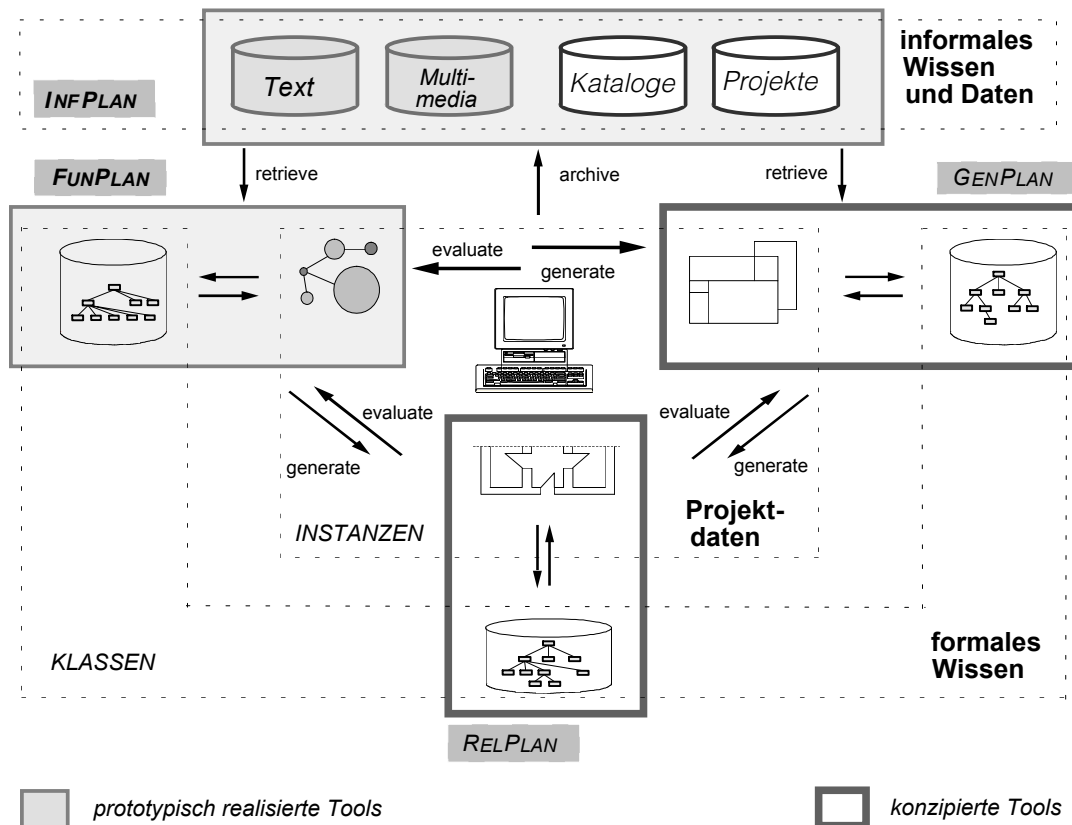 informales
Wissen
und Daten
Text
Multi-
media
Kataloge
Projekte
INFPLAN
FUNPLAN
retrieve
archive
retrieve
GENPLAN
evaluate
generate
evaluate
generate
evaluate
generate
INSTANZEN
Projekt-
daten
KLASSEN
formales
Wissen
RELPLAN
prototypisch realisierte Tools
konzipierte Tools